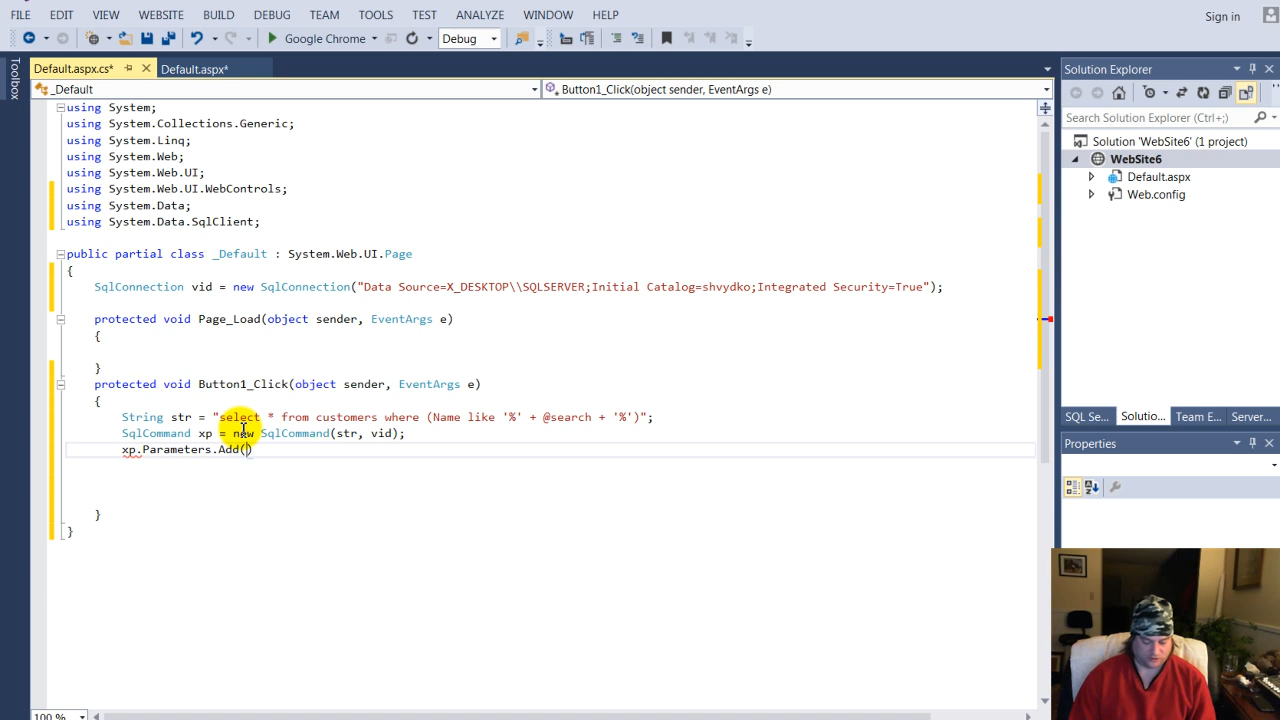 FILE EDIT VIEW WEBSITE BUILD DEBUG TEAM TOOLS TEST ANALYZE WINDOW HELP Sign in
Google Chrome Debug
Toolbox
Default.aspx.cs* Default.aspx*
_Default Button1_Click(object sender, EventArgs e)
using System;
using System.Collections.Generic;
using System.Linq;
using System.Web;
using System.Web.UI;
using System.Web.UI.WebControls;
using System.Data;
using System.Data.SqlClient;
public partial class _Default : System.Web.UI.Page
{
SqlConnection vid = new SqlConnection("Data Source=X_DESKTOP\\SQLSERVER;Initial Catalog=shvydko;Integrated Security=True");
protected void Page_Load(object sender, EventArgs e)
{
}
protected void Button1_Click(object sender, EventArgs e)
{
String str = "select * from customers where (Name like '%' + @search + '%')";
SqlCommand xp = new SqlCommand(str, vid);
xp.Parameters.Add()
}
}
100 %
Solution Explorer
Search Solution Explorer (Ctrl+;)
Solution 'WebSite6' (1 project)
WebSite6
Default.aspx
Web.config
SQL Se... Solutio... Team E... Server...
Properties